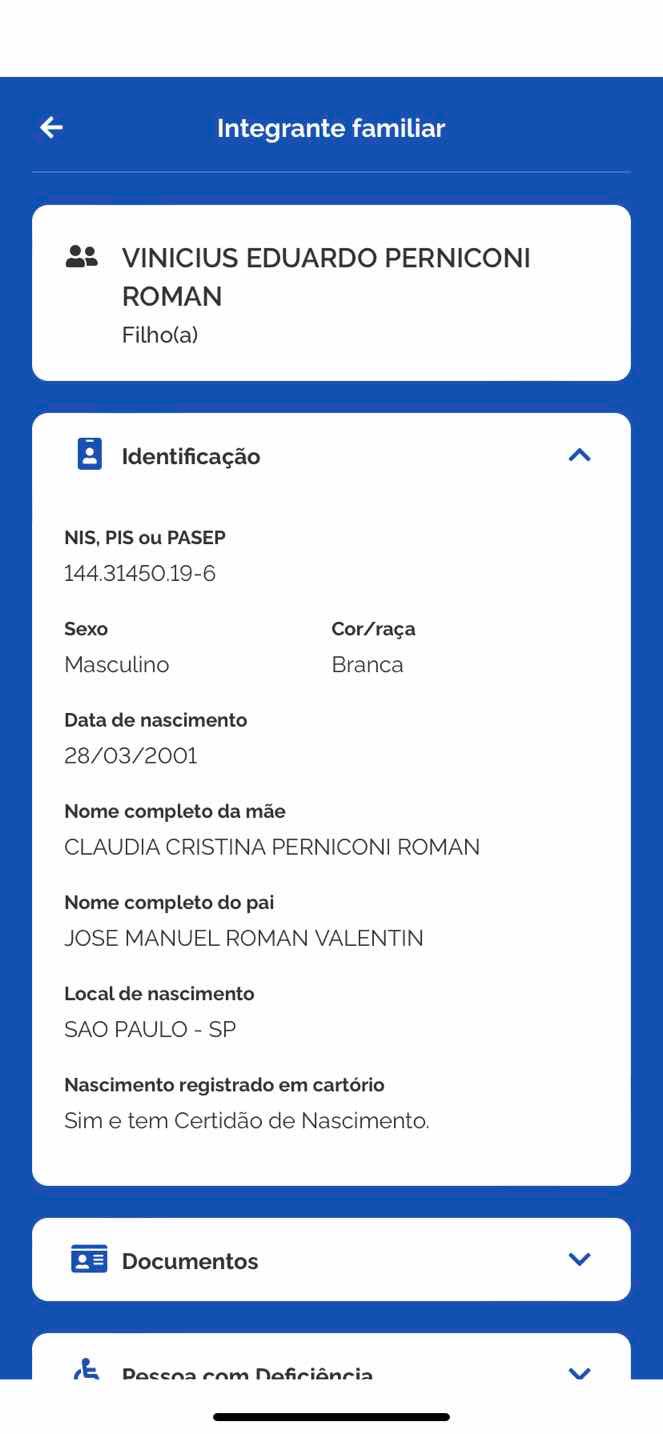 Integrante familiar
VINICIUS EDUARDO PERNICONI
ROMAN
Filho(a)
Identificação
NIS, PIS ou PASEP
144.31450.19-6
Sexo
Cor/raça
Masculino
Branca
Data de nascimento
28/03/2001
Nome completo da mãe
CLAUDIA CRISTINA PERNICONI ROMAN
Nome completo do pai
JOSE MANUEL ROMAN VALENTIN
Local de nascimento
SAO PAULO - SP
Nascimento registrado em cartório
Sim e tem Certidão de Nascimento.
Documentos
Pessoa com Deficiência